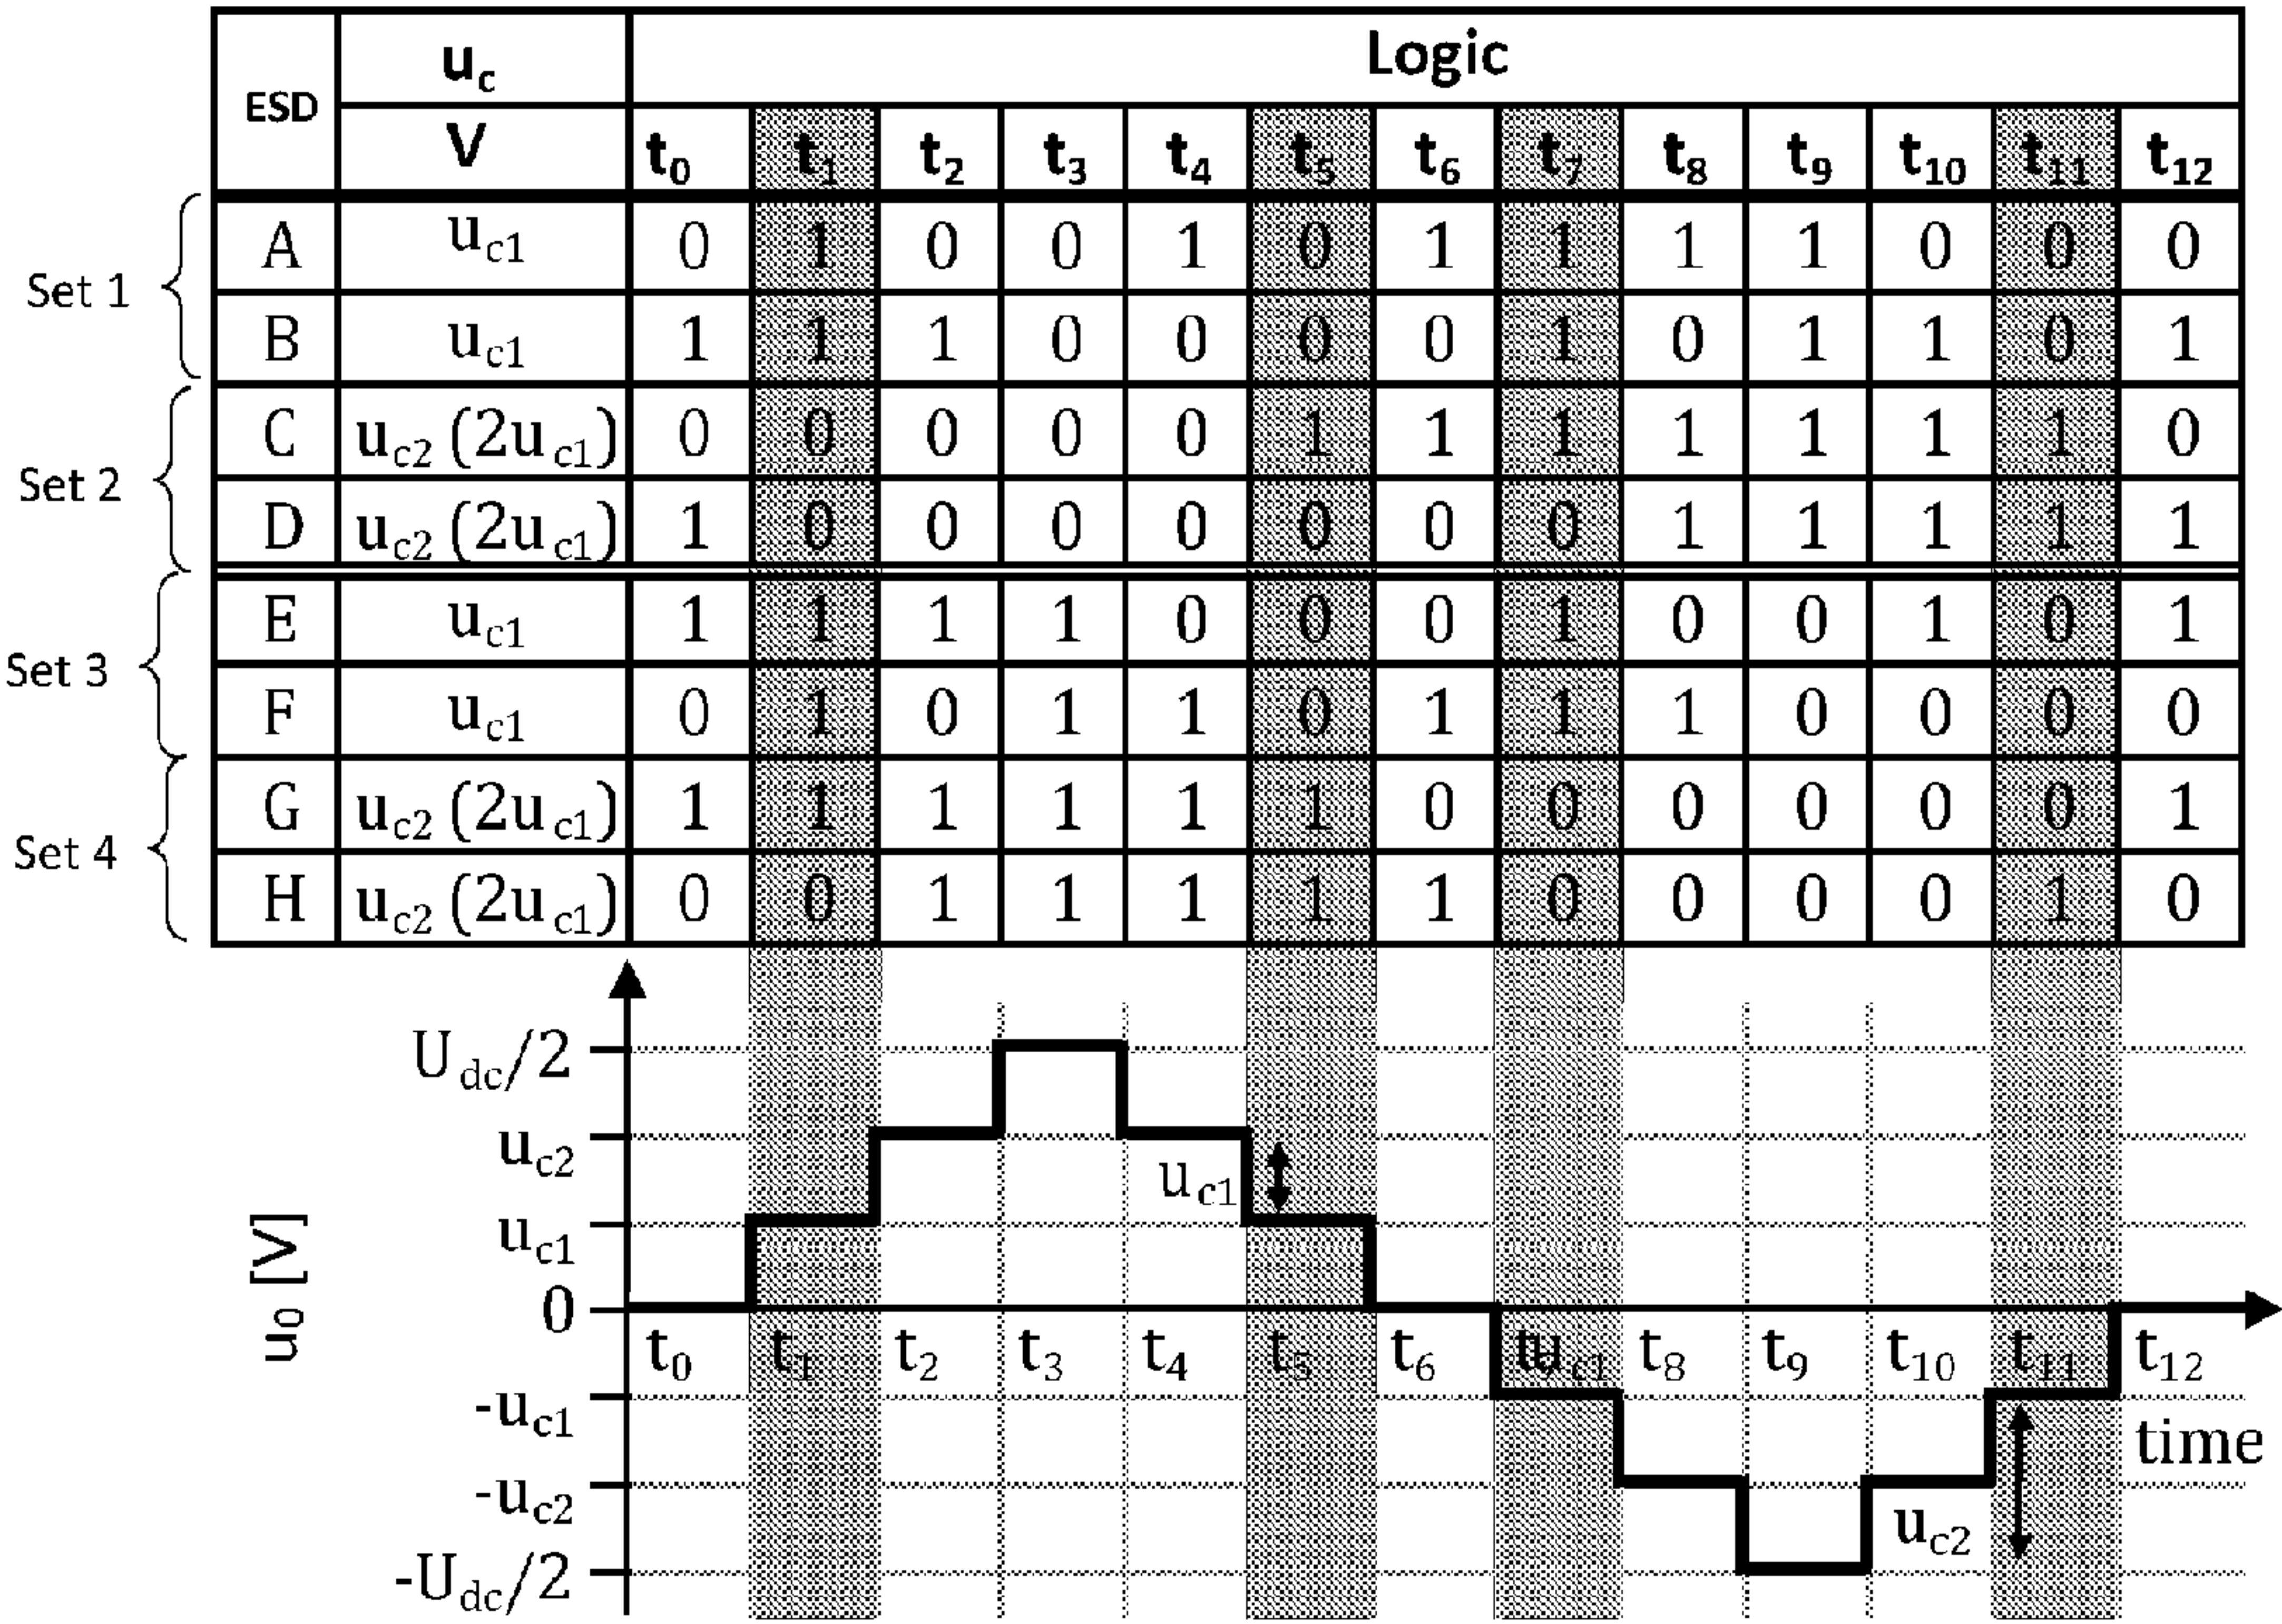 ESD u_c Logic
V t_0 t_1 t_2 t_3 t_4 t_5 t_6 t_7 t_8 t_9 t_10 t_11 t_12
Set 1
A u_c1 0 1 0 0 1 0 1 1 1 1 0 0 0
B u_c1 1 1 1 0 0 0 0 1 0 1 1 0 1
Set 2
C u_c2 (2u_c1) 0 0 0 0 0 1 1 1 1 1 1 1 0
D u_c2 (2u_c1) 1 0 0 0 0 0 0 0 1 1 1 1 1
Set 3
E u_c1 1 1 1 1 0 0 0 1 0 0 1 0 1
F u_c1 0 1 0 1 1 0 1 1 1 0 0 0 0
Set 4
G u_c2 (2u_c1) 1 1 1 1 1 1 0 0 0 0 0 0 1
H u_c2 (2u_c1) 0 0 1 1 1 1 1 0 0 0 0 1 0
U_dc/2
u_c2
u_c1
u_c1
0
u_0 [V]
t_0 t_1 t_2 t_3 t_4 t_5 t_6 u_c1 t_8 t_9 t_10 t_11 t_12
-u_c1
time
-u_c2
u_c2
-U_dc/2